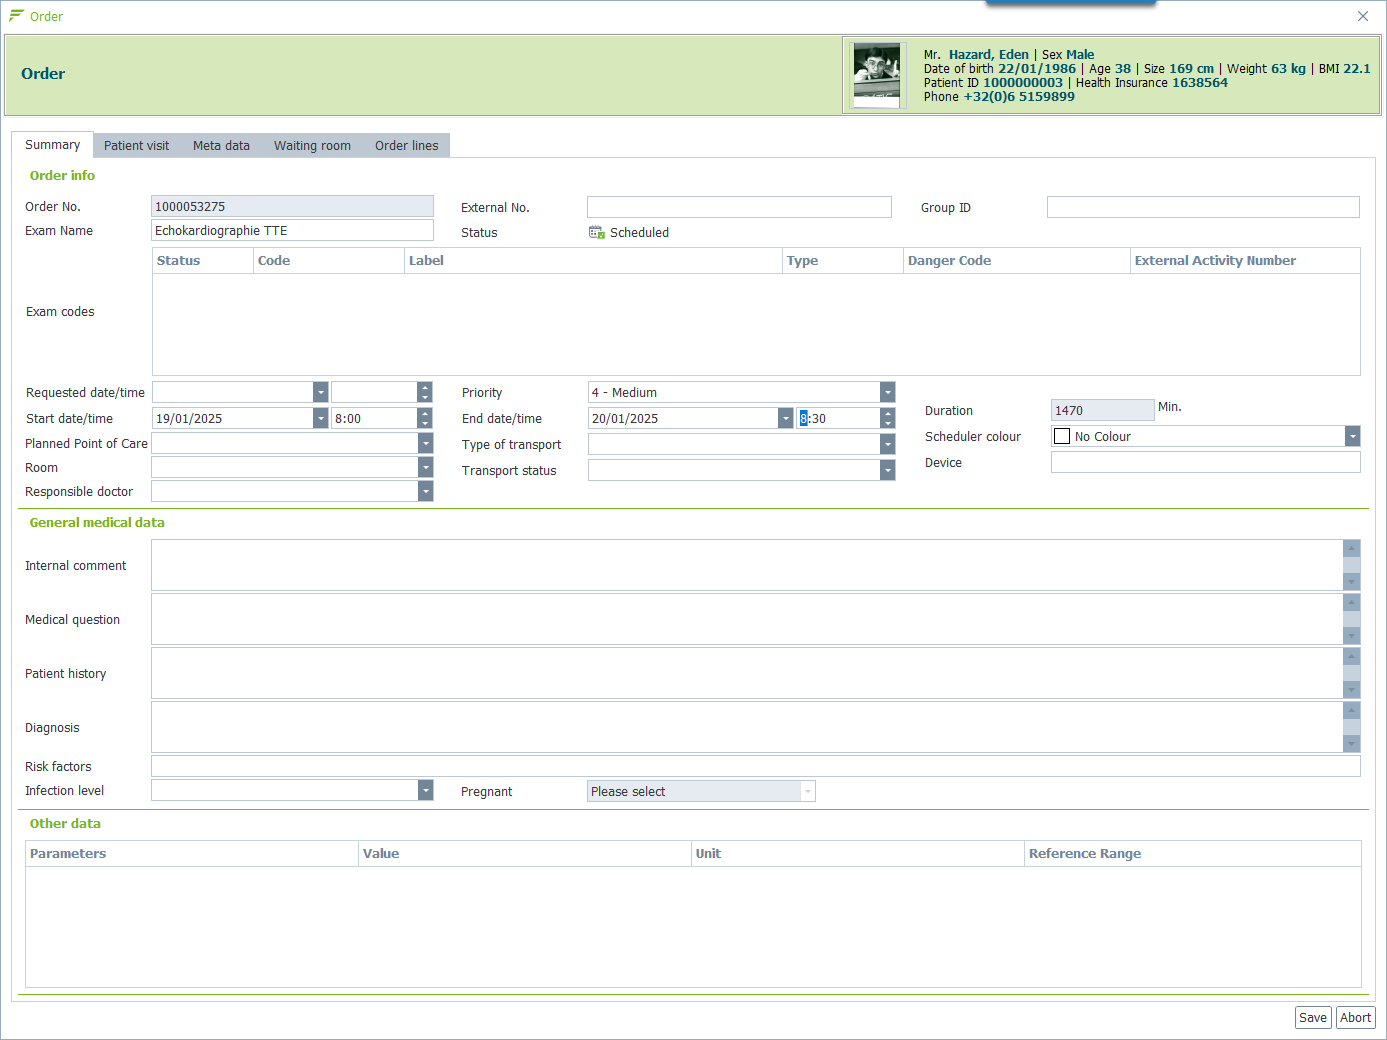 Order
Order
Mr. Hazard, Eden | Sex Male
Date of birth 22/01/1986 | Age 38 | Size 169 cm | Weight 63 kg | BMI 22.1
Patient ID 1000000003 | Health Insurance 1638564
Phone +32(0)6 5159899
Summary Patient visit Meta data Waiting room Order lines
Order info
Order No. 1000053275 External No. Group ID
Exam Name Echokardiographie TTE Status Scheduled
Status Code Label Type Danger Code External Activity Number
Exam codes
Requested date/time Priority 4 - Medium
Start date/time 19/01/2025 8:00 End date/time 20/01/2025 8:30 Duration 1470 Min.
Planned Point of Care Type of transport Scheduler colour No Colour
Room Transport status Device
Responsible doctor
General medical data
Internal comment
Medical question
Patient history
Diagnosis
Risk factors
Infection level Pregnant Please select
Other data
Parameters Value Unit Reference Range
Save Abort